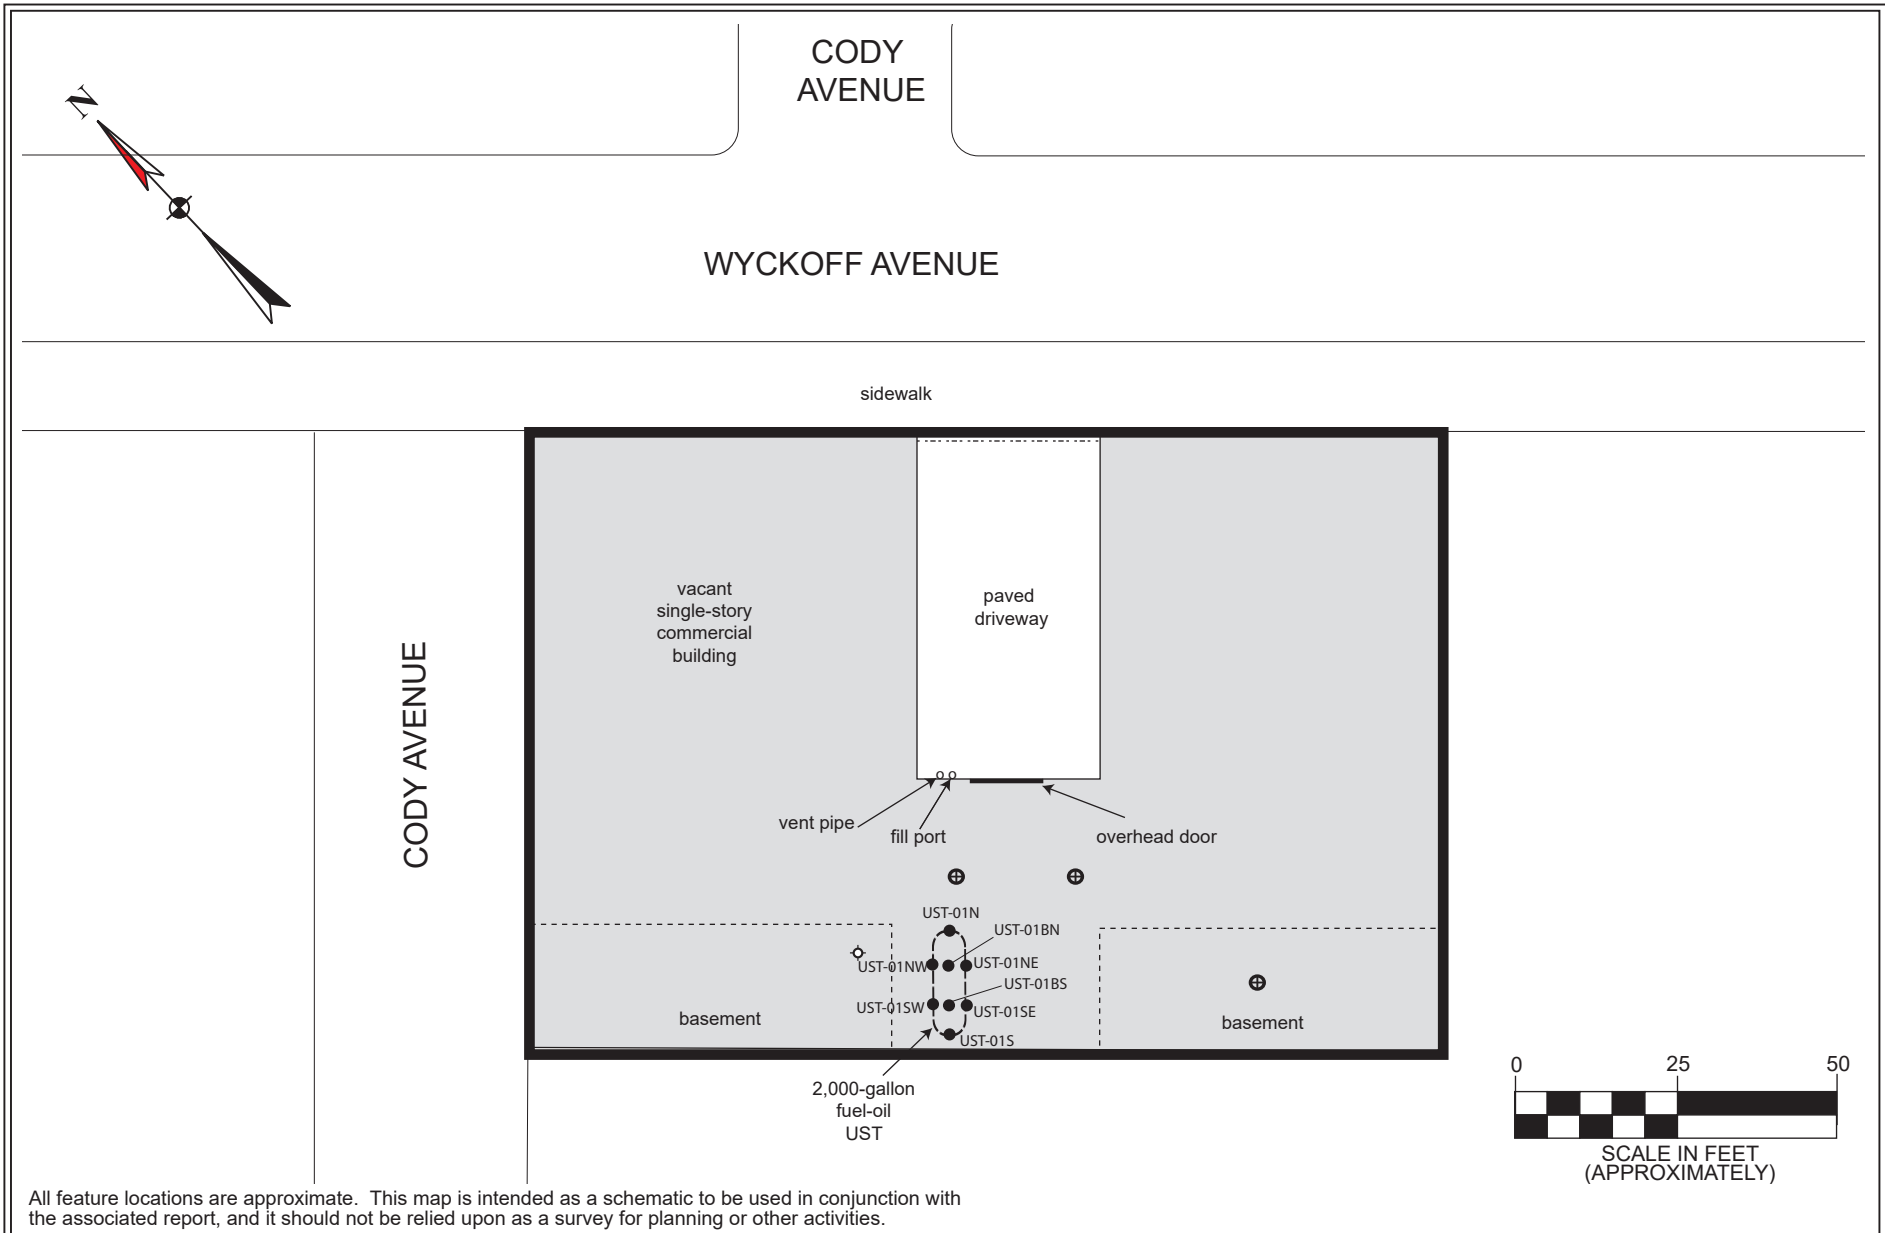 CODY
AVENUE
N
WYCKOFF AVENUE
sidewalk
vacant
single-story
commercial
building
paved
driveway
CODY AVENUE
vent pipe
fill port
overhead door
UST-01N
UST-01BN
UST-01NW
UST-01NE
UST-01BS
UST-01SW
UST-01SE
basement
basement
UST-01S
2,000-gallon
fuel-oil
UST
0 25 50
SCALE IN FEET
(APPROXIMATELY)
All feature locations are approximate. This map is intended as a schematic to be used in conjunction with
the associated report, and it should not be relied upon as a survey for planning or other activities.